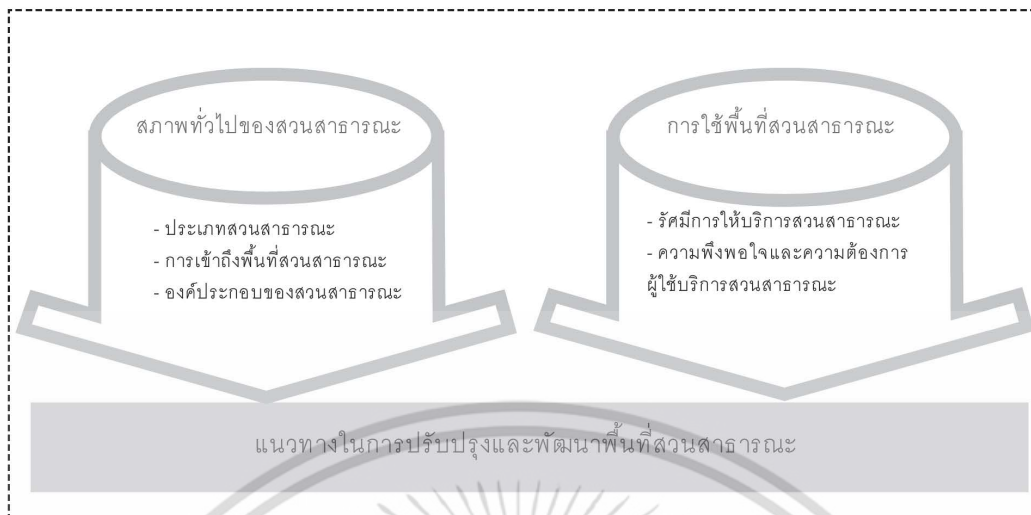 สภาพทั่วไปของสวนสาธารณะ
- ประเภทสวนสาธารณะ
- การเข้าถึงพื้นที่สวนสาธารณะ
- องค์ประกอบของสวนสาธารณะ
การใช้พื้นที่สวนสาธารณะ
- รัศมีการให้บริการสวนสาธารณะ
- ความพึงพอใจและความต้องการ
ผู้ใช้บริการสวนสาธารณะ
แนวทางในการปรับปรุงและพัฒนาพื้นที่สวนสาธารณะ